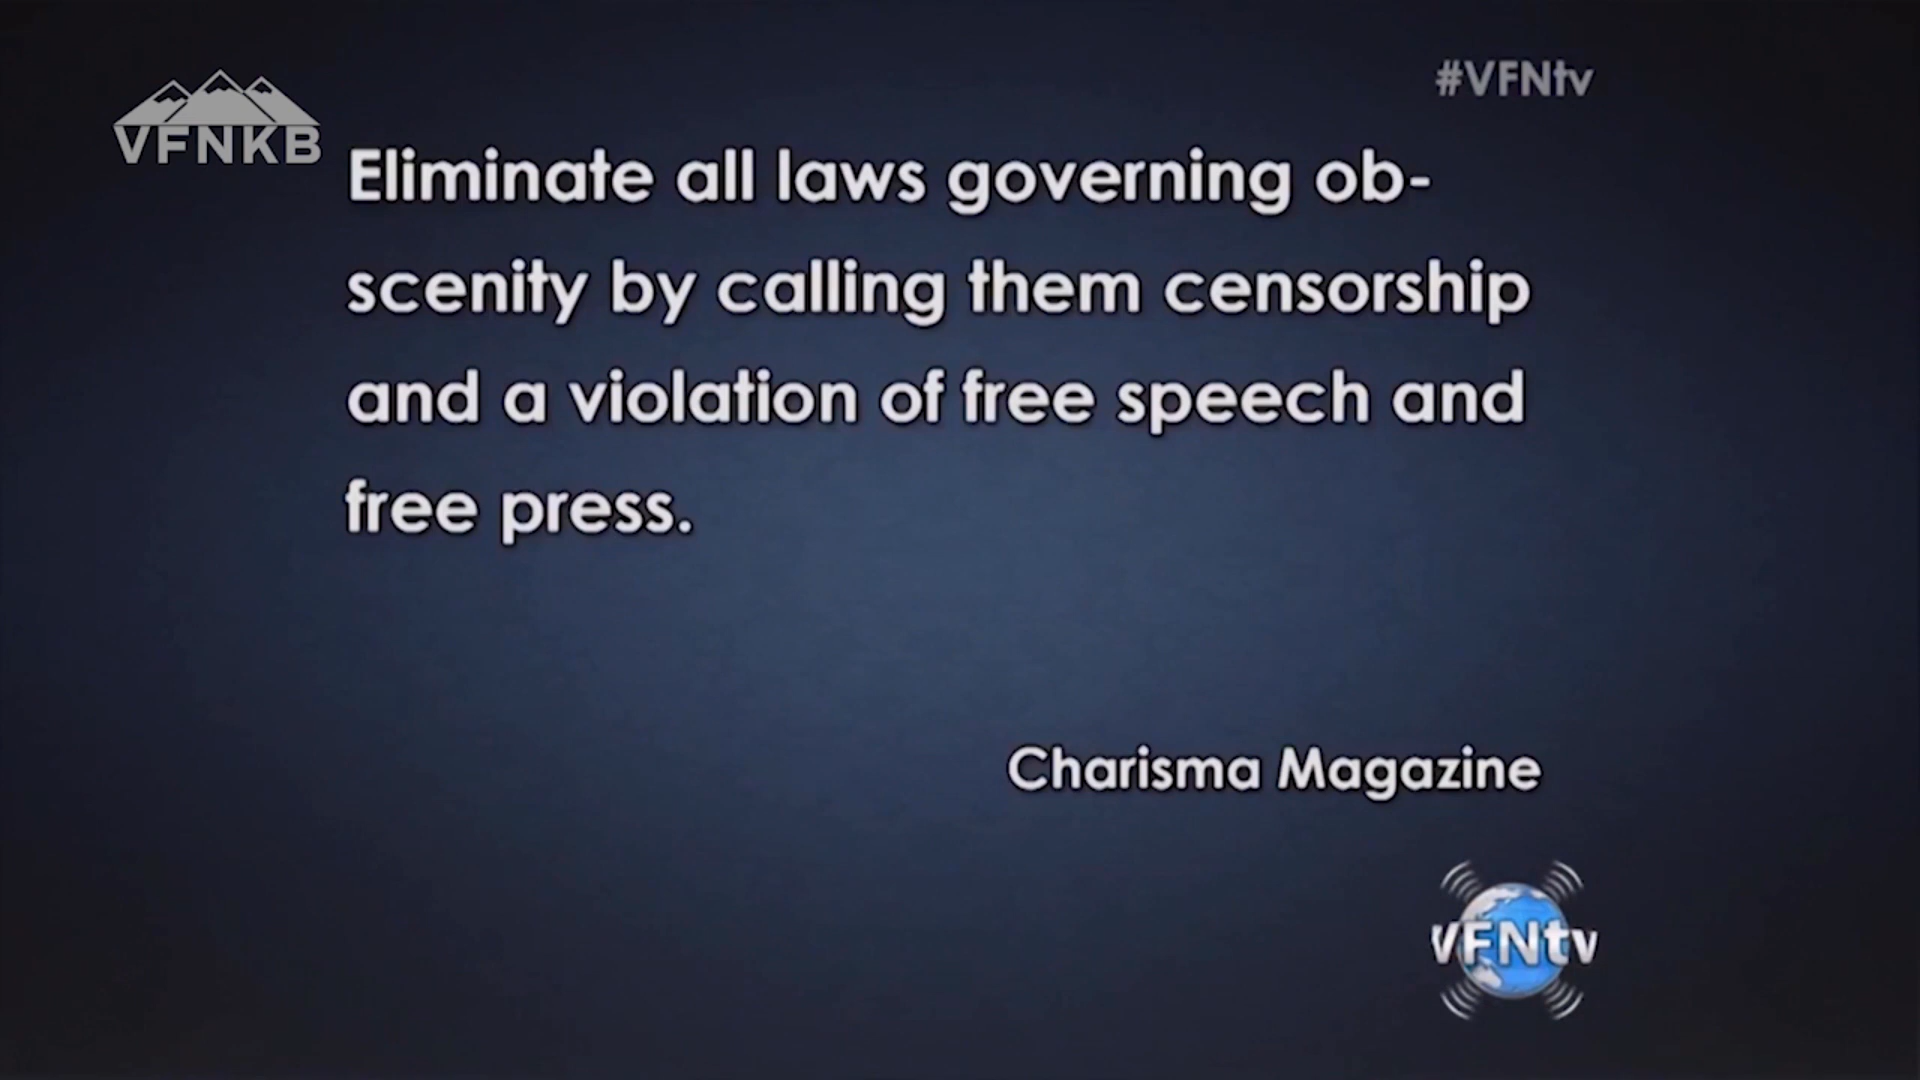 #VFNtv
VFNKB
Eliminate all laws governing ob-
scenity by calling them censorship
and a violation of free speech and
free press.
Charisma Magazine
VFNtv